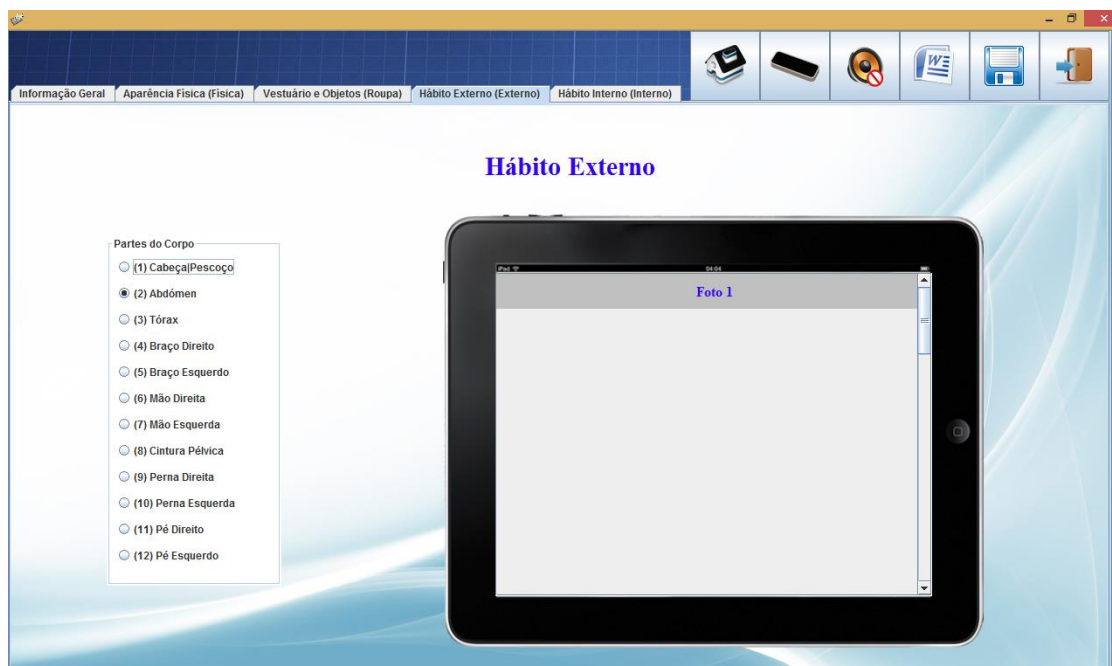 Informação Geral
Aparência Física (Física)
Vestuário e Objetos (Roupa)
Hábito Externo (Externo)
Hábito Interno (Interno)
W
Hábito Externo
Partes do Corpo
(1) Cabeça|Pescoço
(2) Abdómen
(3) Tórax
(4) Braço Direito
(5) Braço Esquerdo
(6) Mão Direita
(7) Mão Esquerda
(8) Cintura Pélvica
(9) Perna Direita
(10) Perna Esquerda
(11) Pé Direito
(12) Pé Esquerdo
iPad 04:04
Foto 1